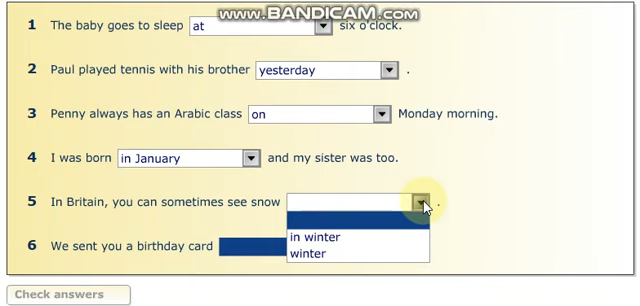 www.BANDICAM.com
1 The baby goes to sleep at six o'clock.
2 Paul played tennis with his brother yesterday .
3 Penny always has an Arabic class on Monday morning.
4 I was born in January and my sister was too.
5 In Britain, you can sometimes see snow .
in winter
winter
6 We sent you a birthday card
Check answers